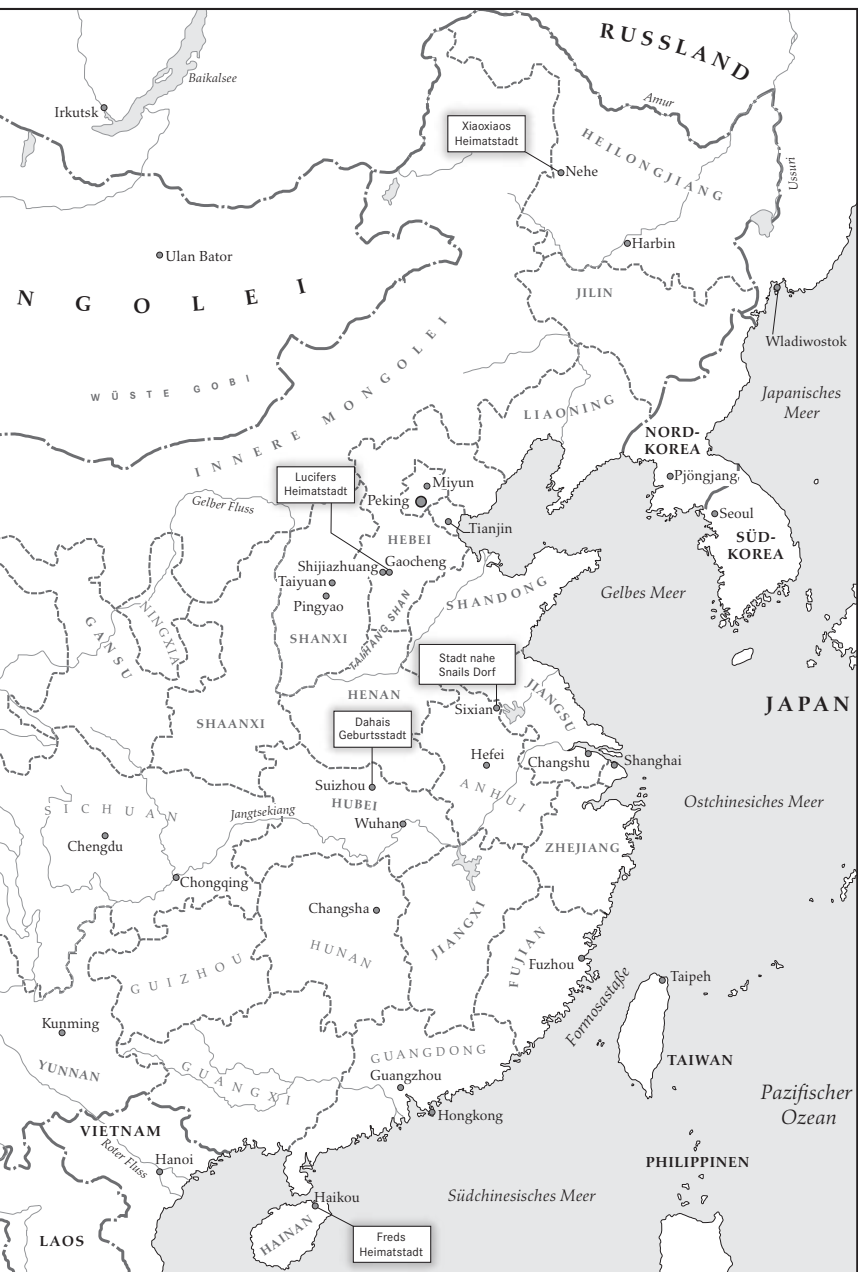 RUSSLAND
Baikalsee
Irkutsk
Amur
Xiaoxiaos
Heimatstadt
HEILONGJIANG
Nehe
Ussuri
Harbin
Ulan Bator
NGOLEI
JILIN
Wladiwostok
WÜSTE GOBI
INNERE MONGOLEI
LIAONING
Japanisches
Meer
NORD-
KOREA
Pjöngjang
Lucifers
Heimatstadt
Miyun
Peking
Gelber Fluss
Tianjin
Seoul
SÜD-
KOREA
HEBEI
Shijiazhuang
Gaocheng
Taiyuan
Pingyao
SHANDONG
Gelbes Meer
GANSU
NINGXIA
SHANXI
TAIHANG SHAN
Stadt nahe
Snails Dorf
HENAN
JIANGSU
JAPAN
Sixian
SHAANXI
Dahais
Geburtsstadt
Hefei
Changshu
Shanghai
Suizhou
ANHUI
SICHUAN
HUBEI
Ostchinesiches Meer
Jangtsekiang
Wuhan
Chengdu
ZHEJIANG
Chongqing
Changsha
JIANGXI
HUNAN
FUJIAN
GUIZHOU
Fuzhou
Taipeh
Formosastaße
Kunming
GUANGDONG
TAIWAN
YUNNAN
GUANGXI
Guangzhou
Pazifischer
Ozean
Hongkong
VIETNAM
Roter Fluss
Hanoi
PHILIPPINEN
Haikou
Südchinesisches Meer
HAINAN
LAOS
Freds
Heimatstadt